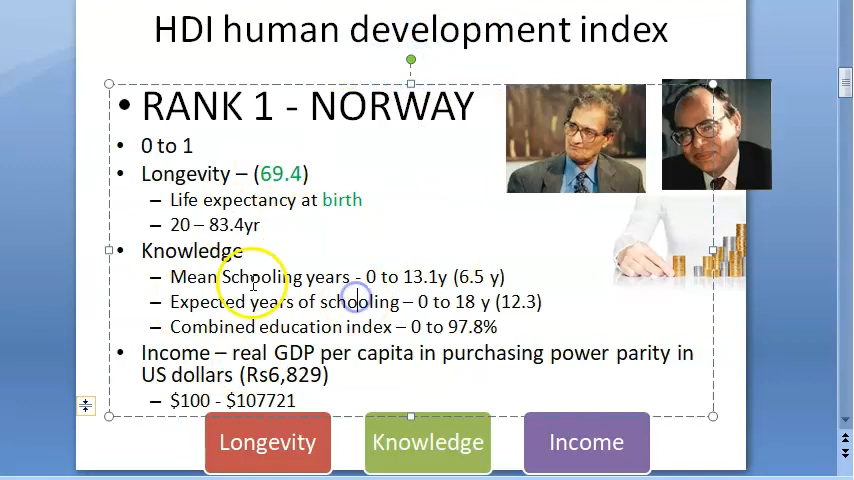 HDI human development index
• RANK 1 - NORWAY
• 0 to 1
• Longevity – (69.4)
– Life expectancy at birth
– 20 – 83.4yr
• Knowledge
– Mean Schooling years - 0 to 13.1y (6.5 y)
– Expected years of schooling – 0 to 18 y (12.3)
– Combined education index – 0 to 97.8%
• Income – real GDP per capita in purchasing power parity in
US dollars (Rs6,829)
– $100 - $107721
Longevity Knowledge Income